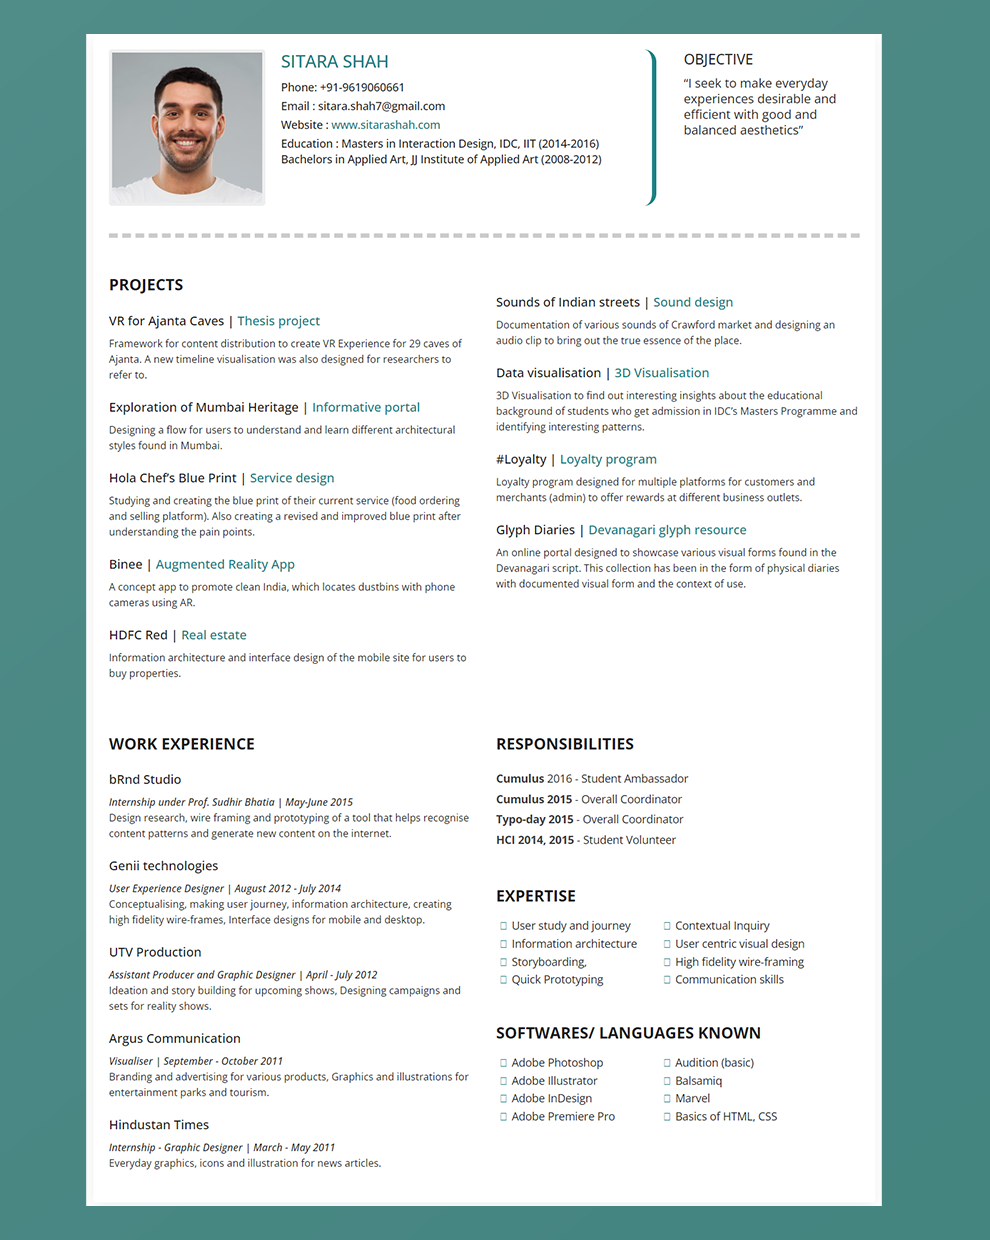 SITARA SHAH
Phone: +91-9619060661
Email : sitara.shah7@gmail.com
Website : www.sitarashah.com
Education : Masters in Interaction Design, IDC, IIT (2014-2016)
Bachelors in Applied Art, JJ Institute of Applied Art (2008-2012)
OBJECTIVE
“I seek to make everyday
experiences desirable and
efficient with good and
balanced aesthetics”
PROJECTS
VR for Ajanta Caves | Thesis project
Framework for content distribution to create VR Experience for 29 caves of
Ajanta. A new timeline visualisation was also designed for researchers to
refer to.
Exploration of Mumbai Heritage | Informative portal
Designing a flow for users to understand and learn different architectural
styles found in Mumbai.
Hola Chef’s Blue Print | Service design
Studying and creating the blue print of their current service (food ordering
and selling platform). Also creating a revised and improved blue print after
understanding the pain points.
Binee | Augmented Reality App
A concept app to promote clean India, which locates dustbins with phone
cameras using AR.
HDFC Red | Real estate
Information architecture and interface design of the mobile site for users to
buy properties.
Sounds of Indian streets | Sound design
Documentation of various sounds of Crawford market and designing an
audio clip to bring out the true essence of the place.
Data visualisation | 3D Visualisation
3D Visualisation to find out interesting insights about the educational
background of students who get admission in IDC’s Masters Programme and
identifying interesting patterns.
#Loyalty | Loyalty program
Loyalty program designed for multiple platforms for customers and
merchants (admin) to offer rewards at different business outlets.
Glyph Diaries | Devanagari glyph resource
An online portal designed to showcase various visual forms found in the
Devanagari script. This collection has been in the form of physical diaries
with documented visual form and the context of use.
WORK EXPERIENCE
bRnd Studio
Internship under Prof. Sudhir Bhatia | May-June 2015
Design research, wire framing and prototyping of a tool that helps recognise
content patterns and generate new content on the internet.
Genii technologies
User Experience Designer | August 2012 - July 2014
Conceptualising, making user journey, information architecture, creating
high fidelity wire-frames, Interface designs for mobile and desktop.
UTV Production
Assistant Producer and Graphic Designer | April - July 2012
Ideation and story building for upcoming shows, Designing campaigns and
sets for reality shows.
Argus Communication
Visualiser | September - October 2011
Branding and advertising for various products, Graphics and illustrations for
entertainment parks and tourism.
Hindustan Times
Internship - Graphic Designer | March - May 2011
Everyday graphics, icons and illustration for news articles.
RESPONSIBILITIES
Cumulus 2016 - Student Ambassador
Cumulus 2015 - Overall Coordinator
Typo-day 2015 - Overall Coordinator
HCI 2014, 2015 - Student Volunteer
EXPERTISE
User study and journey
Information architecture
Storyboarding,
Quick Prototyping
Contextual Inquiry
User centric visual design
High fidelity wire-framing
Communication skills
SOFTWARES/ LANGUAGES KNOWN
Adobe Photoshop
Adobe Illustrator
Adobe InDesign
Adobe Premiere Pro
Audition (basic)
Balsamiq
Marvel
Basics of HTML, CSS